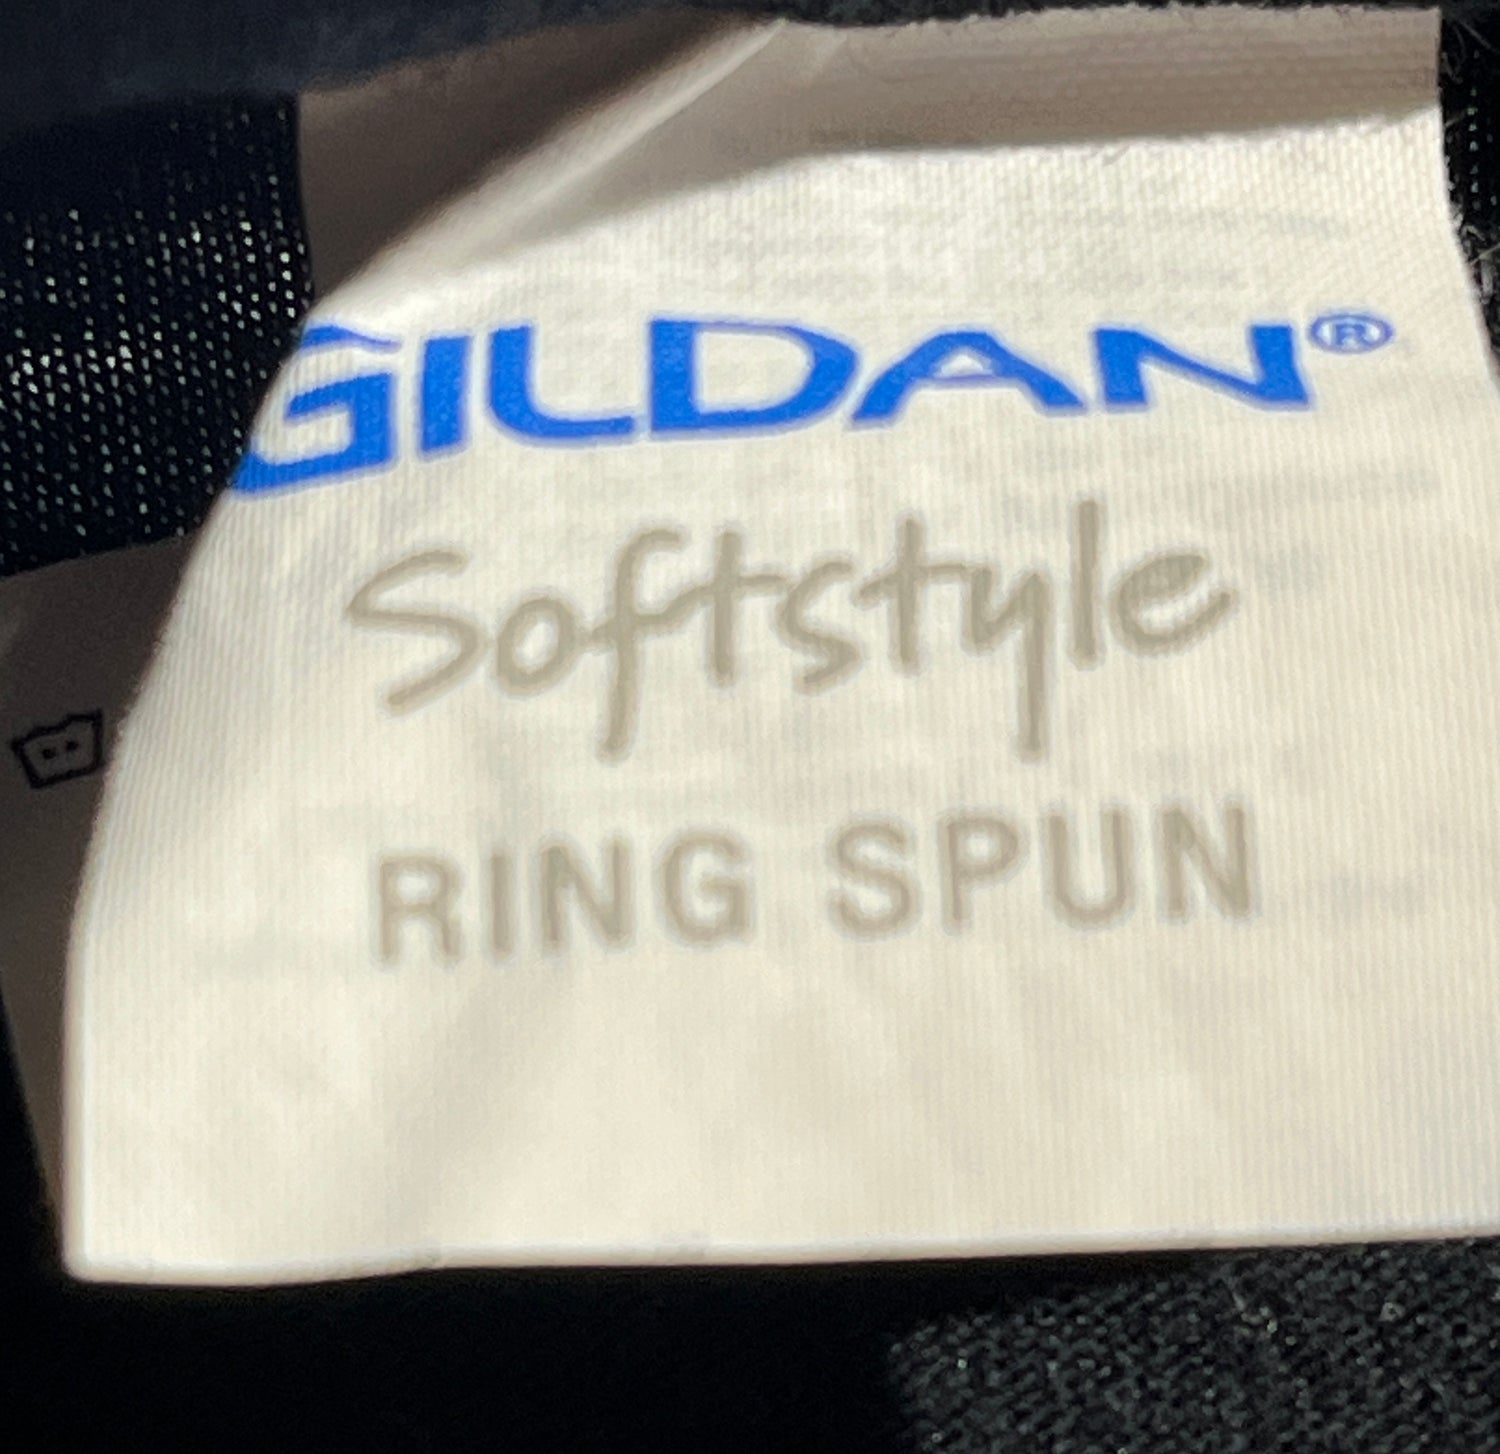 GILDAN®
Softstyle
RING SPUN